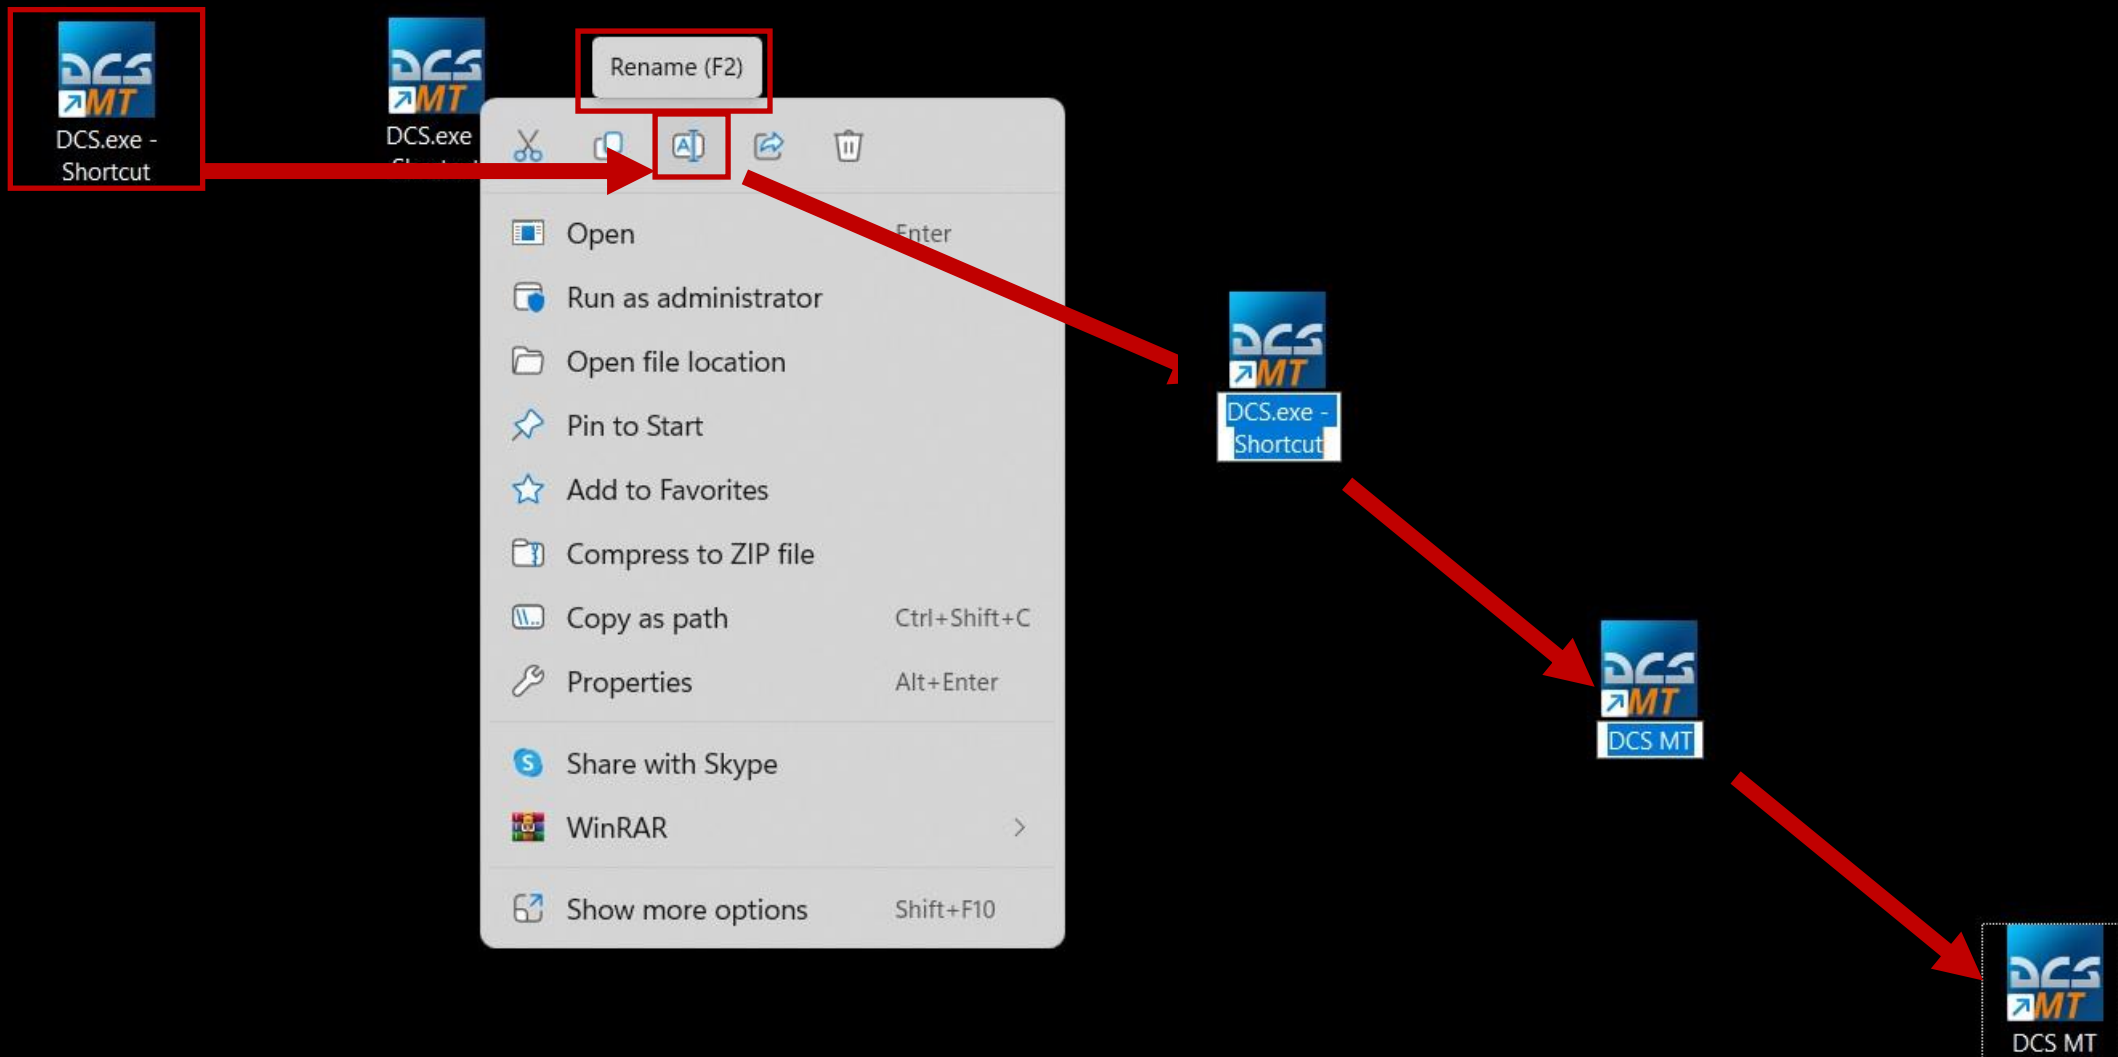 DCS
MT
DCS.exe -
Shortcut
DCS
MT
DCS.exe
Rename (F2)
A
Open Enter
Run as administrator
Open file location
Pin to Start
Add to Favorites
Compress to ZIP file
Copy as path Ctrl+Shift+C
Properties Alt+Enter
S Share with Skype
WinRAR
Show more options Shift+F10
DCS
MT
DCS.exe -
Shortcut
DCS
MT
DCS MT
DCS
MT
DCS MT